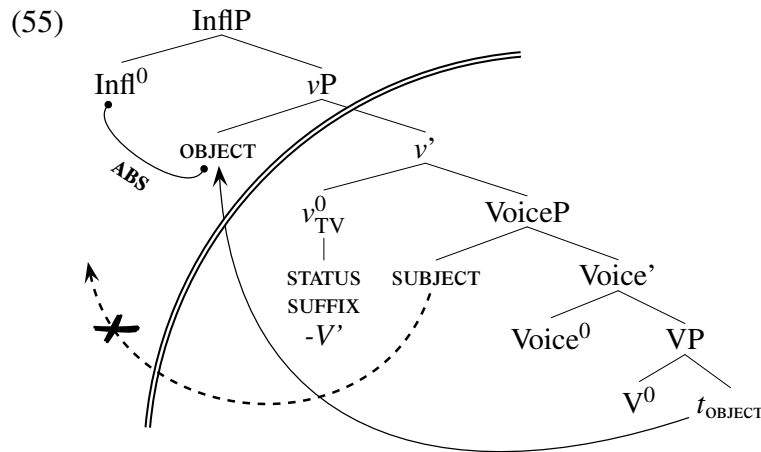 (55)
InflP
Infl⁰ vP
ABS
OBJECT v’
v⁰TV VoiceP
STATUS SUFFIX -V’
SUBJECT Voice’
Voice⁰ VP
V⁰ tOBJECT